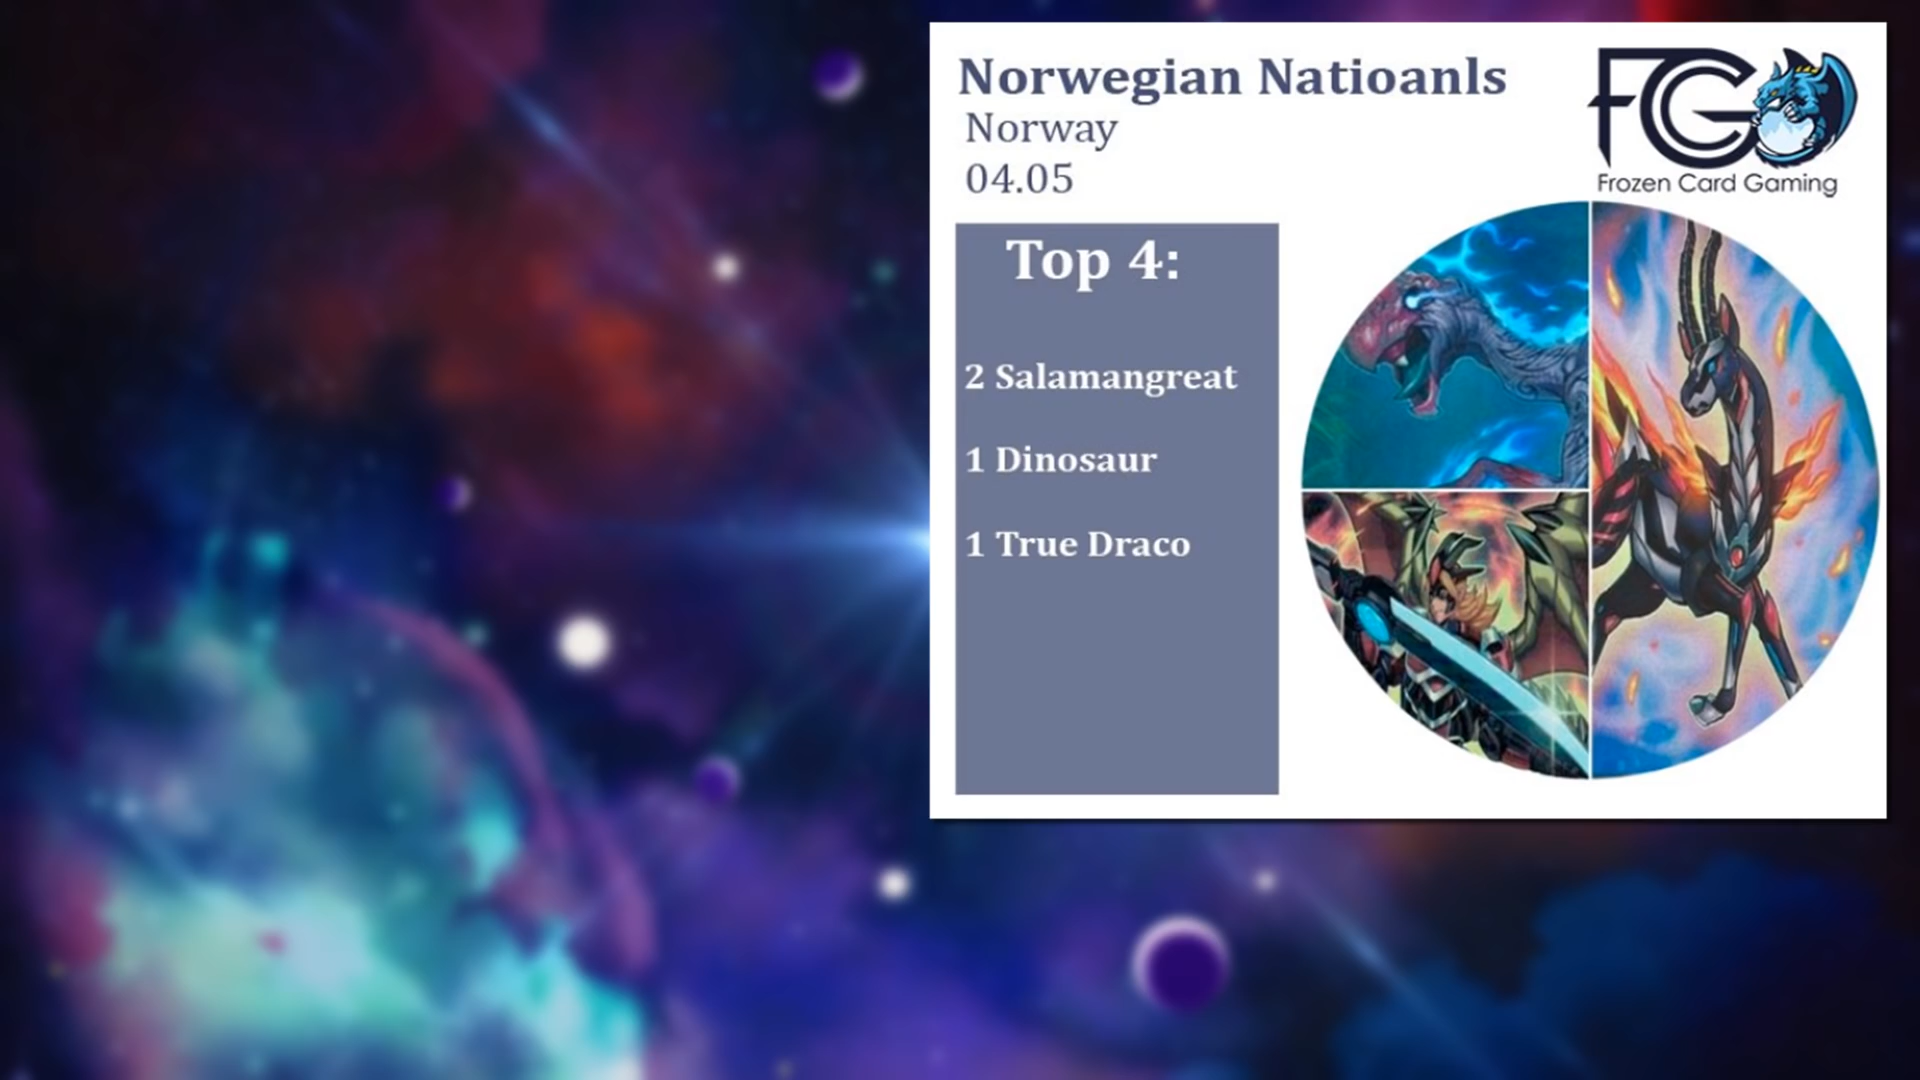 Norwegian Natioanls
Norway
04.05
FCG
Frozen Card Gaming
Top 4:
2 Salamangreat
1 Dinosaur
1 True Draco